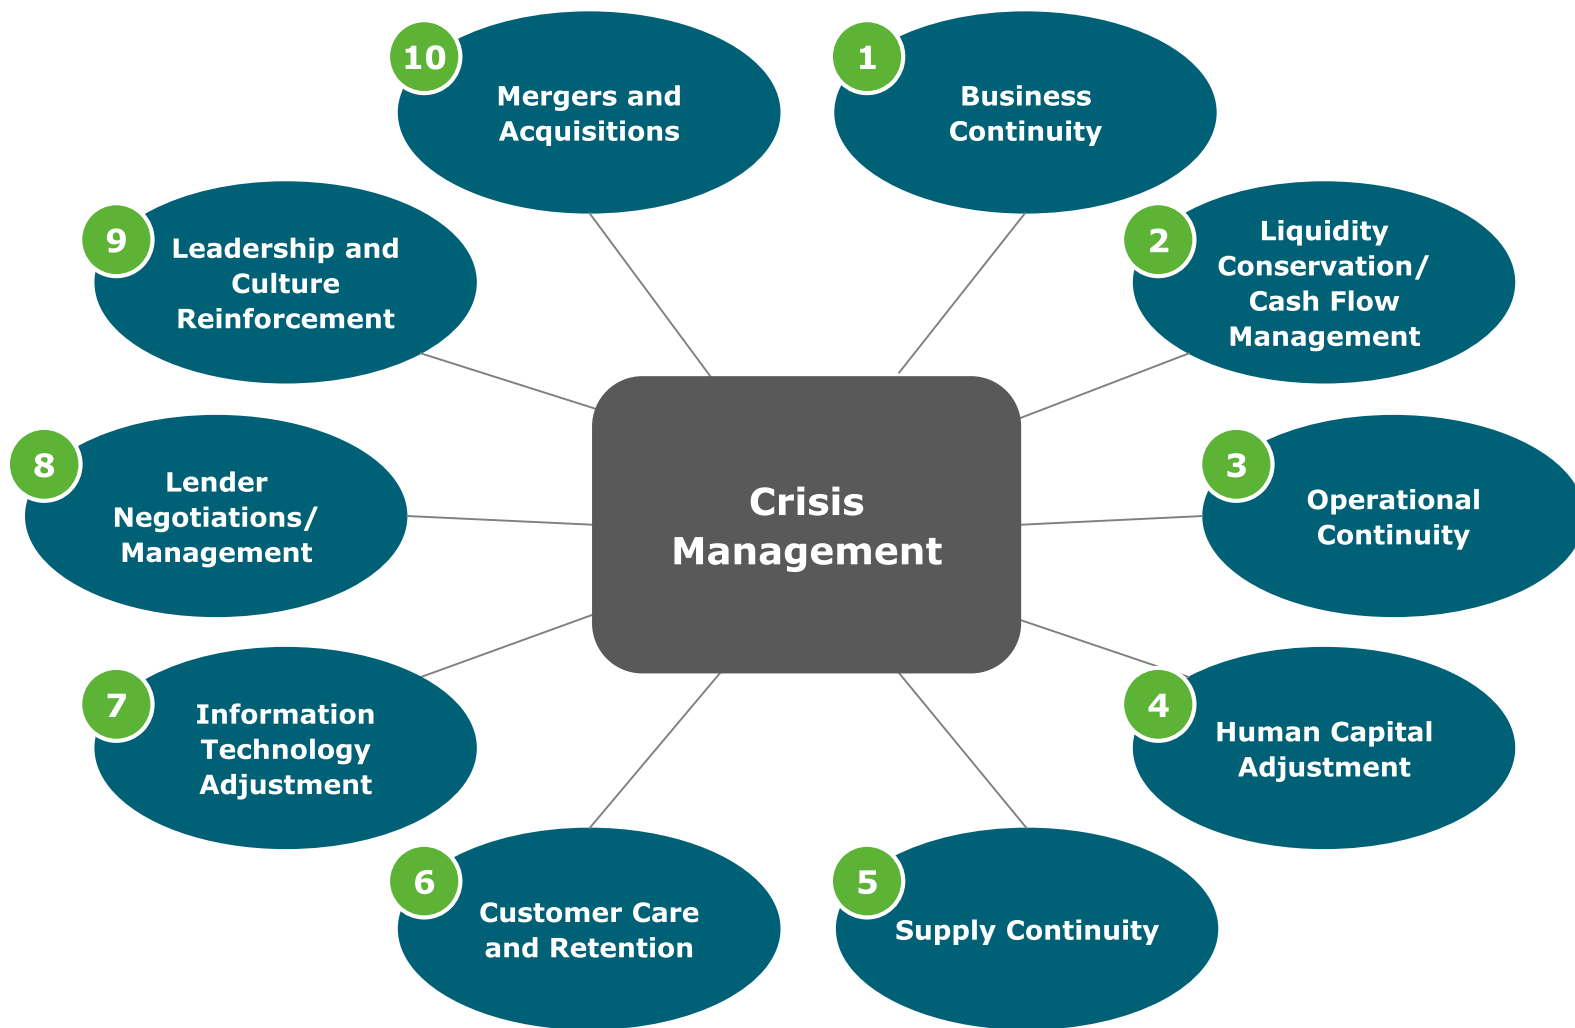 Crisis
Management
1
Business
Continuity
2
Liquidity
Conservation/
Cash Flow
Management
3
Operational
Continuity
4
Human Capital
Adjustment
5
Supply Continuity
6
Customer Care
and Retention
7
Information
Technology
Adjustment
8
Lender
Negotiations/
Management
9
Leadership and
Culture
Reinforcement
10
Mergers and
Acquisitions